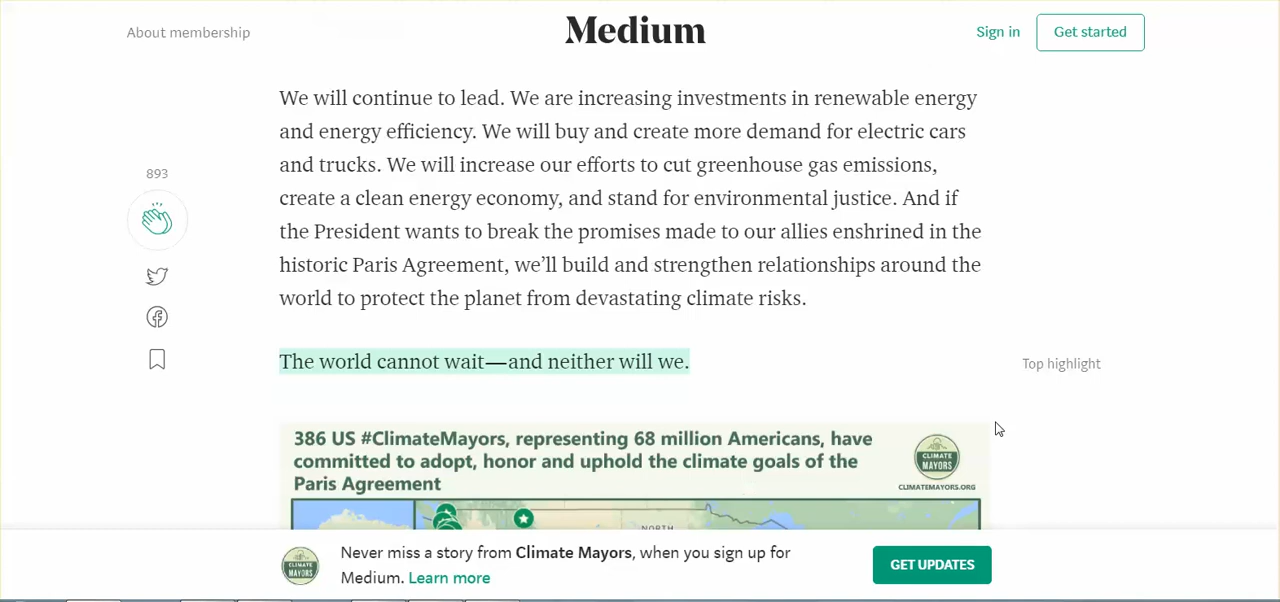 About membership
Medium
Sign in
Get started
We will continue to lead. We are increasing investments in renewable energy
and energy efficiency. We will buy and create more demand for electric cars
and trucks. We will increase our efforts to cut greenhouse gas emissions,
create a clean energy economy, and stand for environmental justice. And if
the President wants to break the promises made to our allies enshrined in the
historic Paris Agreement, we’ll build and strengthen relationships around the
world to protect the planet from devastating climate risks.
893
The world cannot wait—and neither will we.
Top highlight
386 US #ClimateMayors, representing 68 million Americans, have
committed to adopt, honor and uphold the climate goals of the
Paris Agreement
CLIMATE
MAYORS
CLIMATEMAYORS.ORG
NORTH
CLIMATE
MAYORS
Never miss a story from Climate Mayors, when you sign up for
Medium. Learn more
GET UPDATES